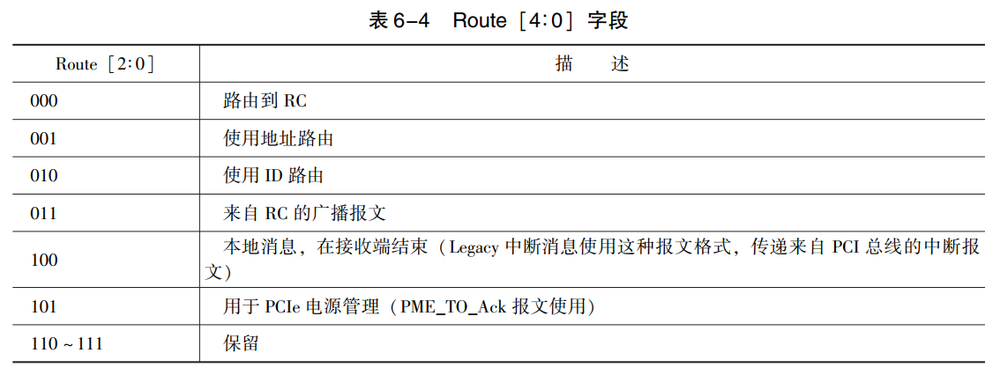 表 6-4 Route [4:0] 字段
Route [2:0] 描 述
000 路由到 RC
001 使用地址路由
010 使用 ID 路由
011 来自 RC 的广播报文
100 本地消息，在接收端结束（Legacy 中断消息使用这种报文格式，传递来自 PCI 总线的中断报
文）
101 用于 PCIe 电源管理（PME_TO_Ack 报文使用）
110 ~ 111 保留